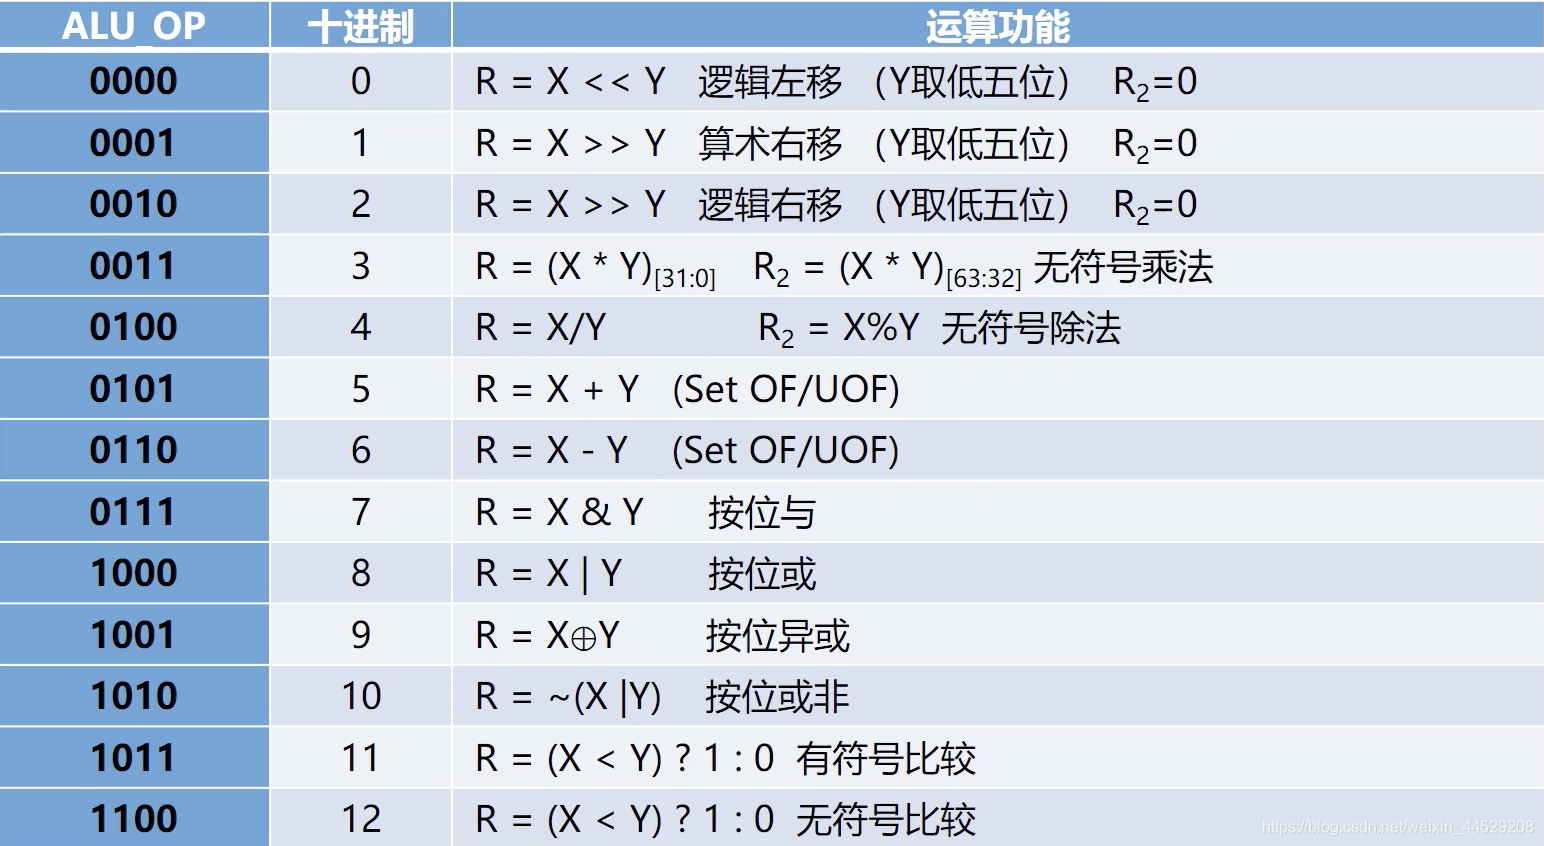 ALU_OP 十进制 运算功能
0000 0 R = X << Y 逻辑左移 （Y取低五位） R₂=0
0001 1 R = X >> Y 算术右移 （Y取低五位） R₂=0
0010 2 R = X >> Y 逻辑右移 （Y取低五位） R₂=0
0011 3 R = (X * Y)[31:0] R₂ = (X * Y)[63:32] 无符号乘法
0100 4 R = X/Y R₂ = X%Y 无符号除法
0101 5 R = X + Y (Set OF/UOF)
0110 6 R = X - Y (Set OF/UOF)
0111 7 R = X & Y 按位与
1000 8 R = X | Y 按位或
1001 9 R = X⊕Y 按位异或
1010 10 R = ~(X |Y) 按位或非
1011 11 R = (X < Y) ? 1 : 0 有符号比较
1100 12 R = (X < Y) ? 1 : 0 无符号比较
https://blog.csdn.net/weixin_44529208